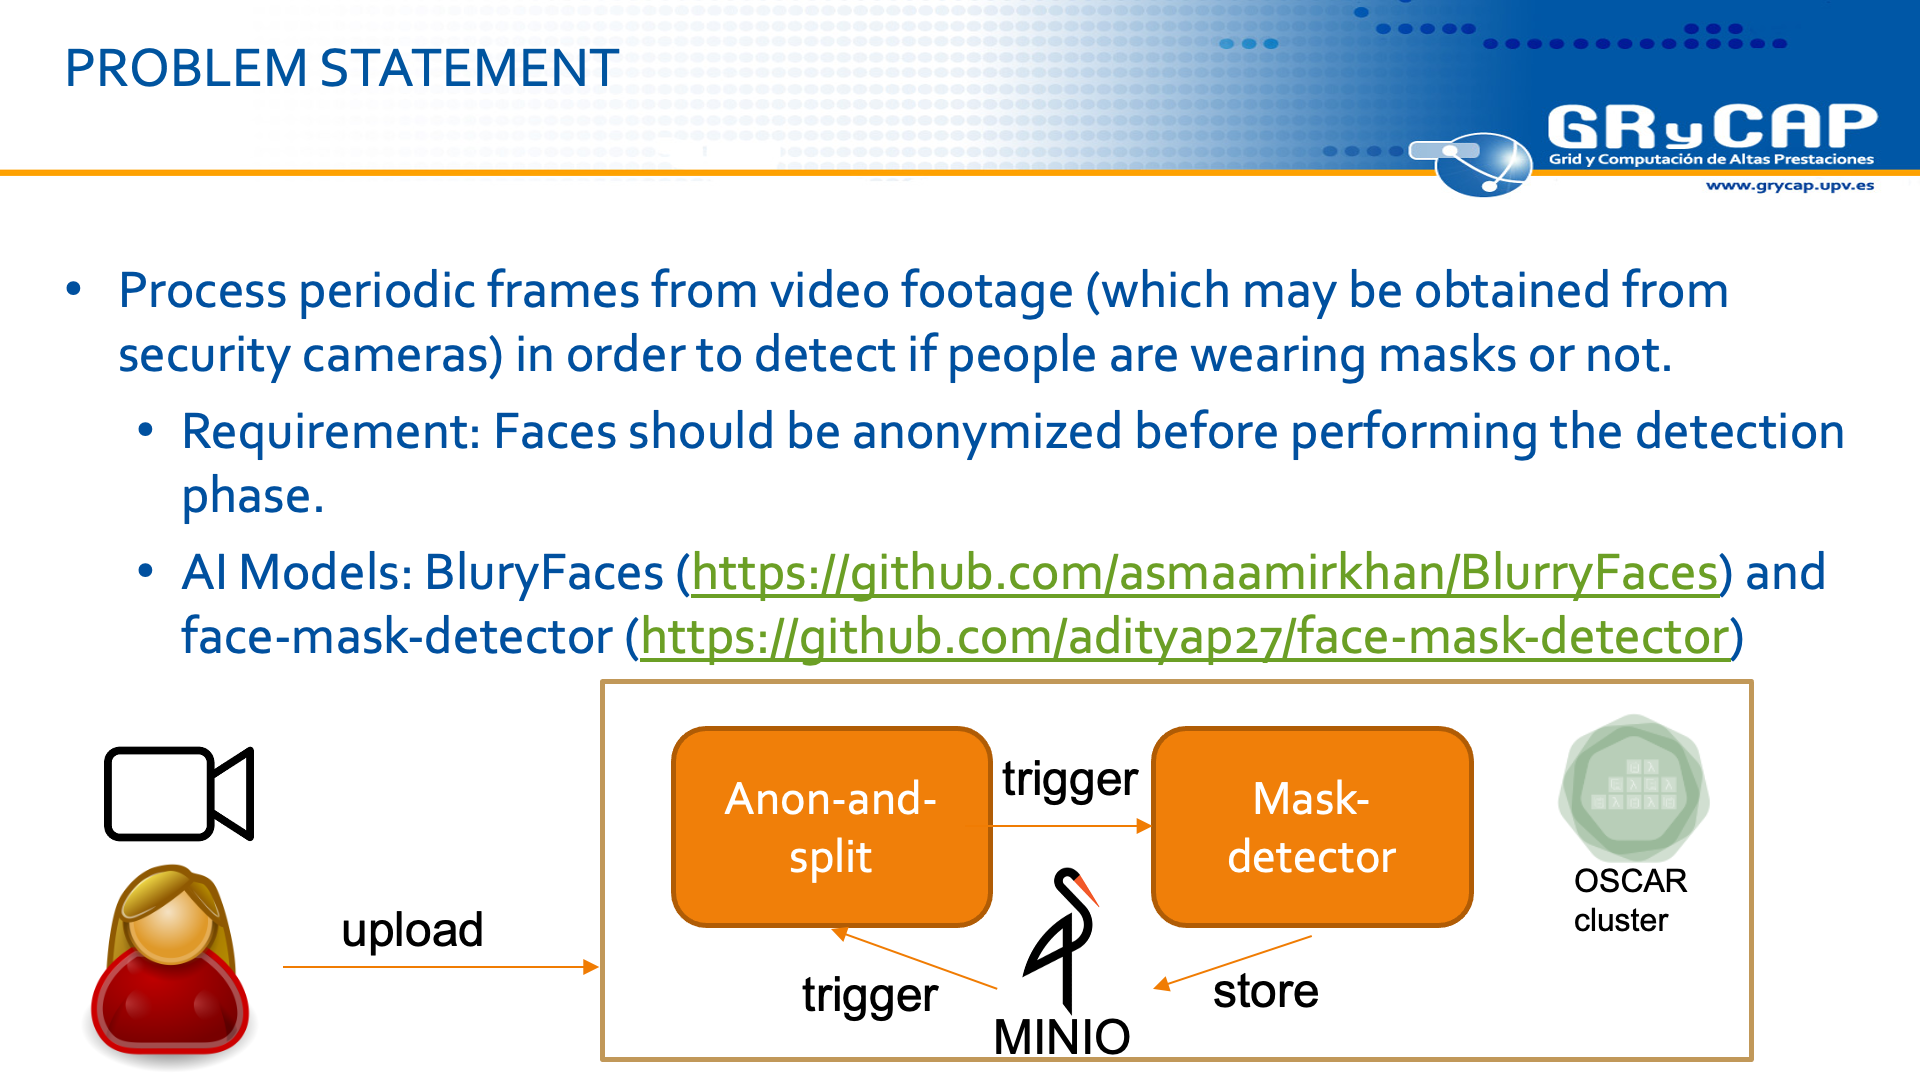 PROBLEM STATEMENT
GRyCAP
Grid y Computación de Altas Prestaciones
www.grycap.upv.es
• Process periodic frames from video footage (which may be obtained from
security cameras) in order to detect if people are wearing masks or not.
• Requirement: Faces should be anonymized before performing the detection
phase.
• AI Models: BluryFaces (https://github.com/asmaamirkhan/BlurryFaces) and
face-mask-detector (https://github.com/adityap27/face-mask-detector)
Anon-and-
split
trigger
Mask-
detector
OSCAR
cluster
upload
trigger
store
MINIO